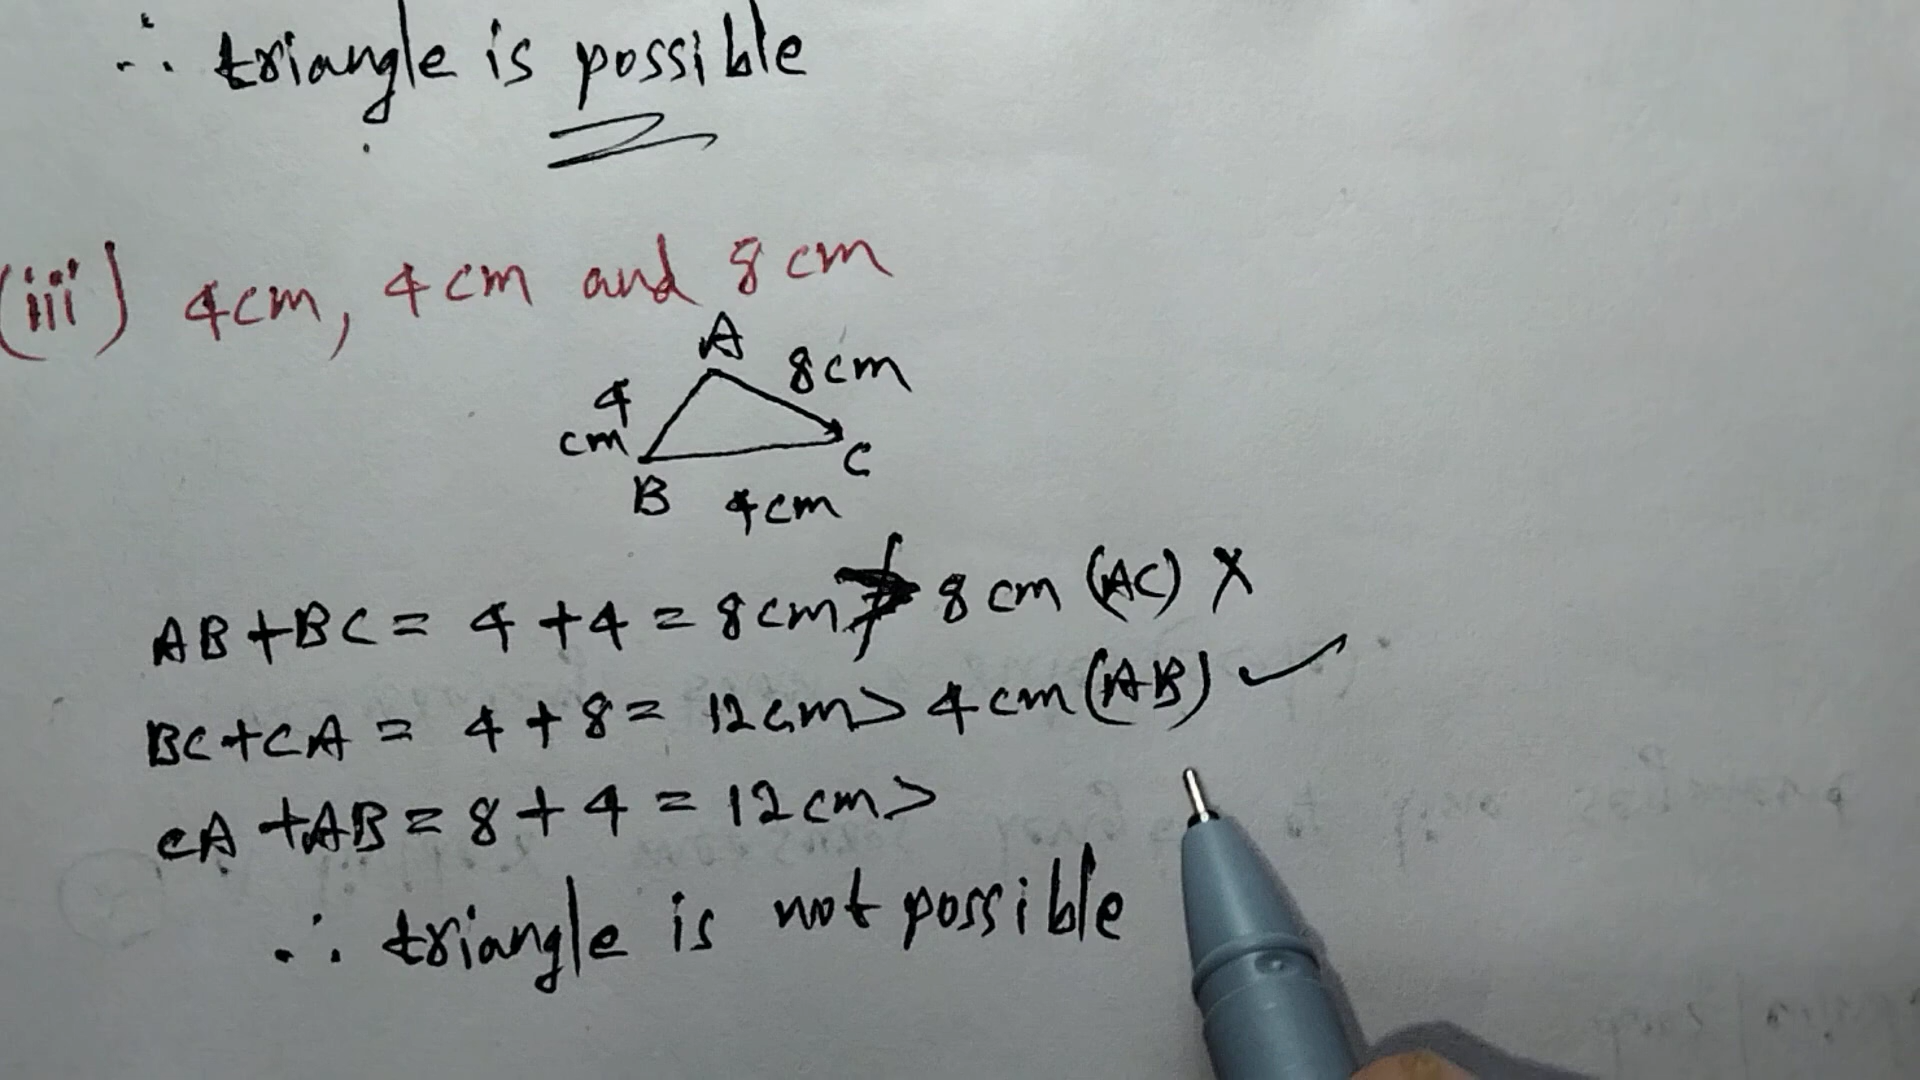 ∴ triangle is possible
(iii) 4cm, 4cm and 8cm
A
8cm
4
cm
B
C
4cm
AB+BC = 4+4 = 8cm ≯ 8cm (AC) X
BC+CA = 4+8 = 12cm > 4cm (AB) ✓
CA+AB = 8+4 = 12cm >
∴ triangle is not possible